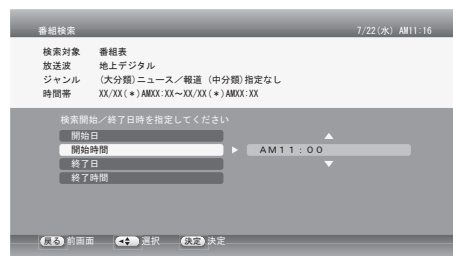 番組検索 7/22(水) AM11:16
検索対象 番組表
放送波 地上デジタル
ジャンル (大分類)ニュース／報道 (中分類)指定なし
時間帯 XX/XX(*)AMXX:XX～XX/XX(*)AMXX:XX
検索開始／終了日時を指定してください
開始日
開始時間 AM11:00
終了日
終了時間
戻る 前画面 選択 決定 決定